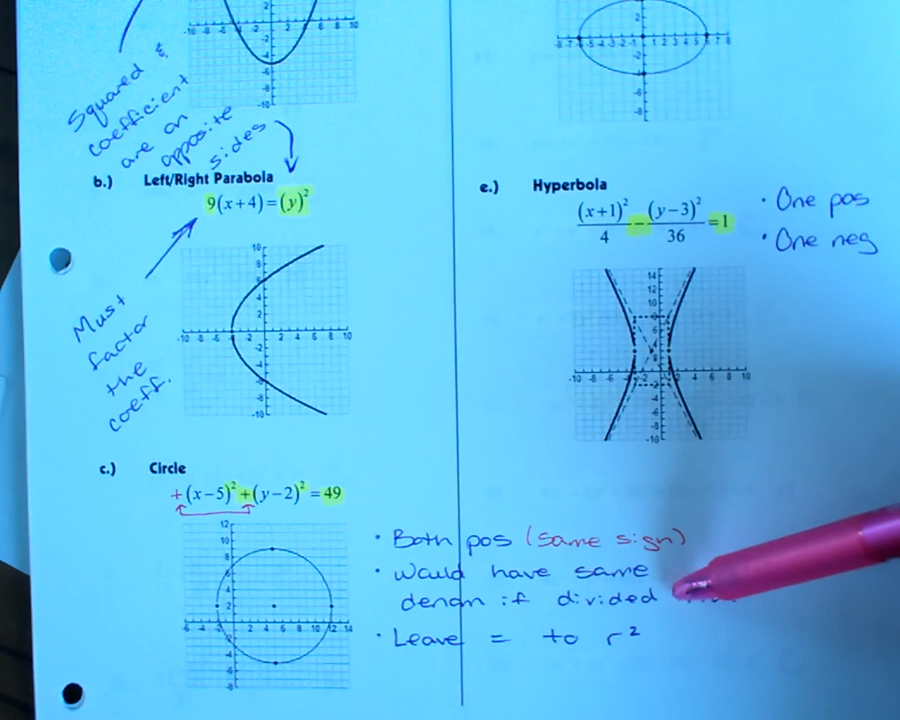 Squared &
coefficient
are on
opposite
sides
b.) Left/Right Parabola
9(x+4)=(y)²
Must
factor
the
coeff.
c.) Circle
+(x-5)²+(y-2)²=49
• Both pos (same sign)
• Would have same
denom if divided
• Leave = to r²
e.) Hyperbola
(x+1)²/4 - (y-3)²/36 = 1
• One pos
• One neg